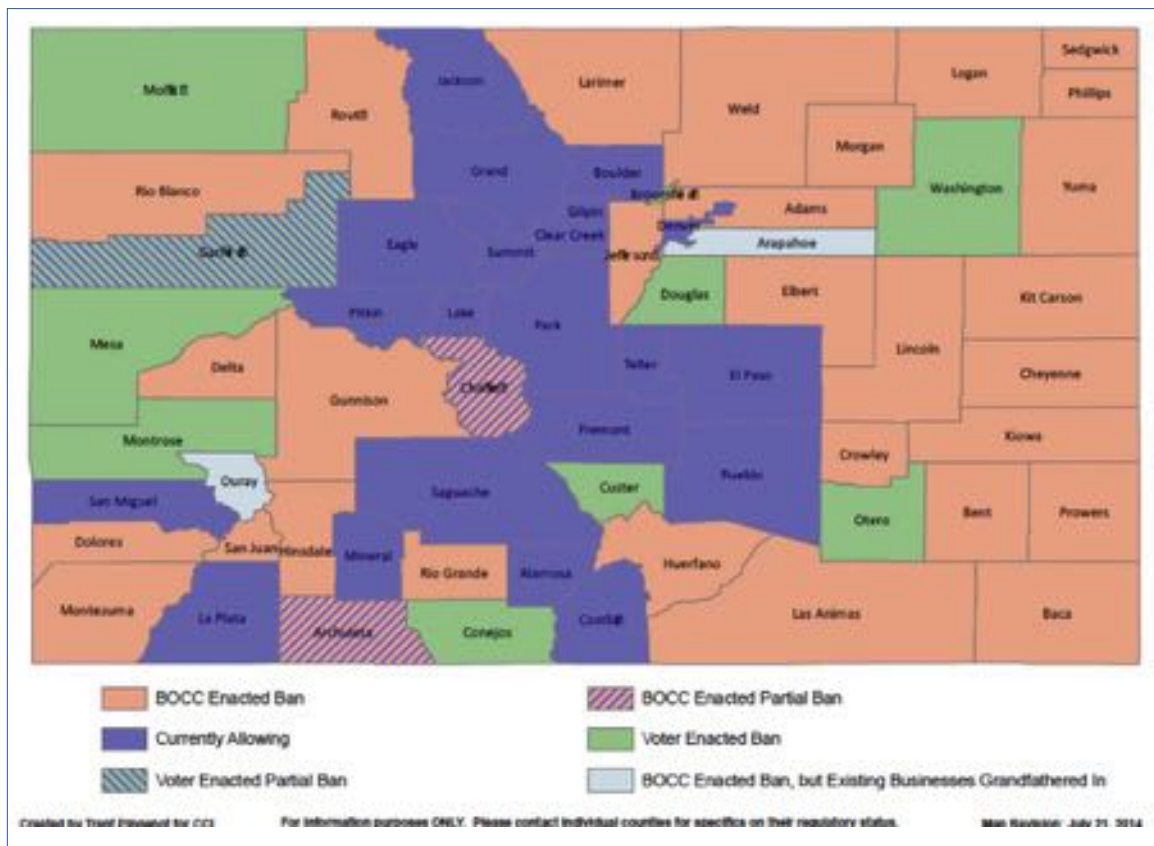 Sedgwick
Logan
Jackson
Larimer
Phillips
Weld
Morgan
Grand
Boulder
Rio Blanco
Washington
Yuma
Adams
Gilpin
Denver
Clear Creek
Eagle
Summit
Arapahoe
Douglas
Elbert
Kit Carson
Pitkin
Lake
Park
Mesa
Lincoln
Delta
Teller
El Paso
Cheyenne
Gunnison
Fremont
Montrose
Kiowa
Crowley
Ouray
Saguache
Custer
Pueblo
San Miguel
Otero
Bent
Prowers
Dolores
San Juan
Hinsdale
Mineral
Rio Grande
Alamosa
Huerfano
Montezuma
La Plata
Archuleta
Conejos
Las Animas
Baca
BOCC Enacted Ban
BOCC Enacted Partial Ban
Currently Allowing
Voter Enacted Ban
Voter Enacted Partial Ban
BOCC Enacted Ban, but Existing Businesses Grandfathered In
Created by Trent for CCI
For information purposes ONLY. Please contact individual counties for specifics on their regulatory status.
Map Revision: July 21, 2014